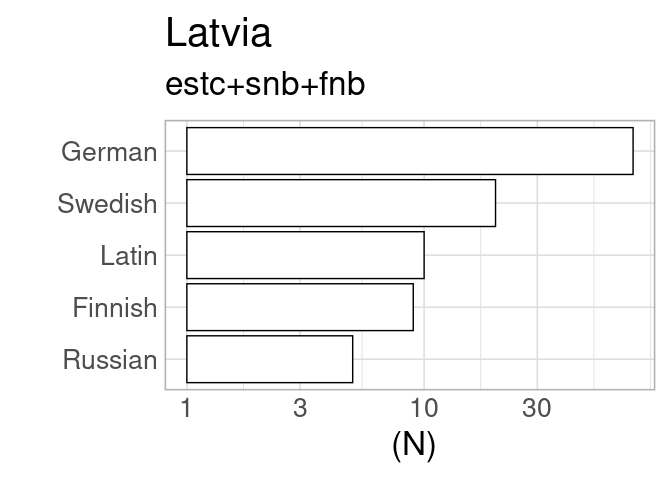 Latvia
estc+snb+fnb
German
Swedish
Latin
Finnish
Russian
1 3 10 30
(N)